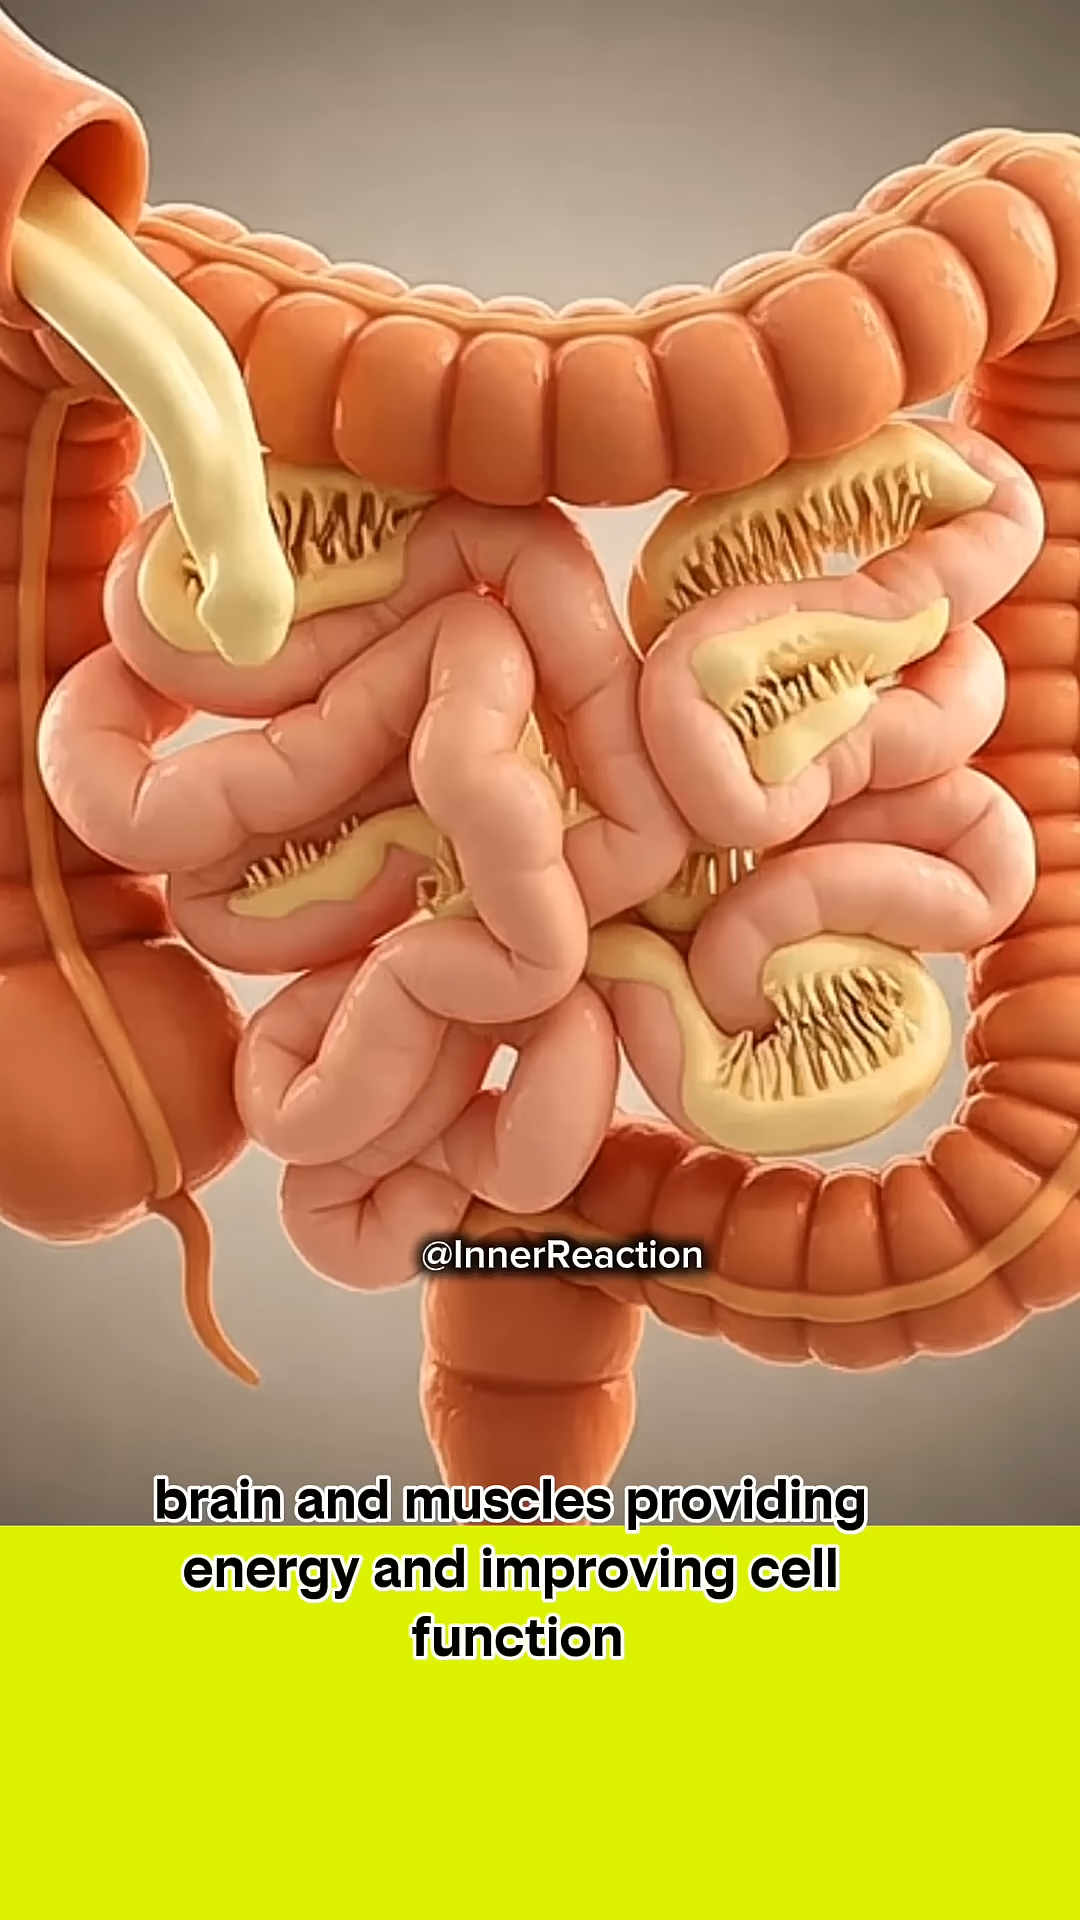 @InnerReaction
brain and muscles providing
energy and improving cell
function